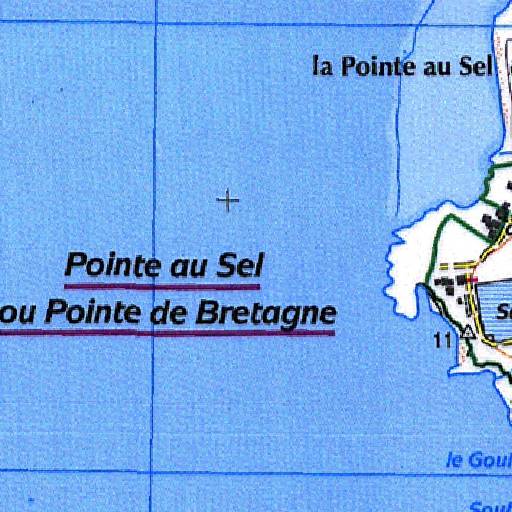 la Pointe au Sel
Pointe au Sel
ou Pointe de Bretagne
11
le Goul